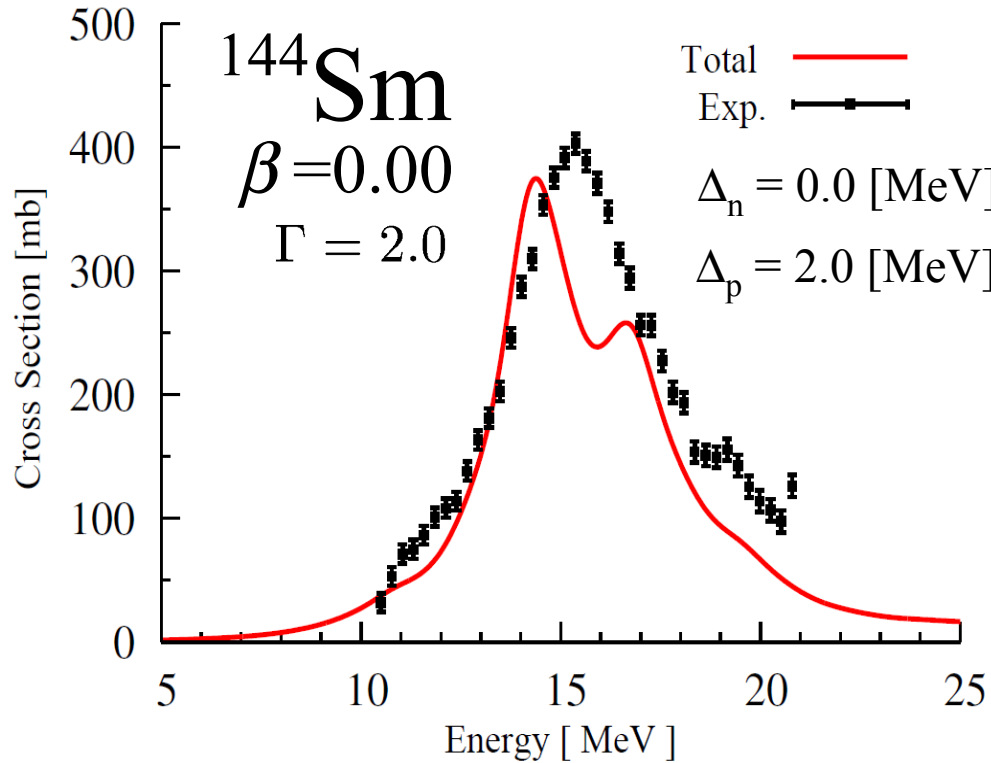 500
400
300
200
100
0
Cross Section [mb]
¹⁴⁴Sm
β=0.00
Γ = 2.0
Total
Exp.
Δₙ = 0.0 [MeV]
Δₚ = 2.0 [MeV]
5 10 15 20 25
Energy [ MeV ]